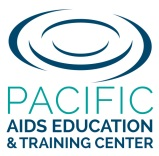 PACIFIC
AIDS EDUCATION
& TRAINING CENTER